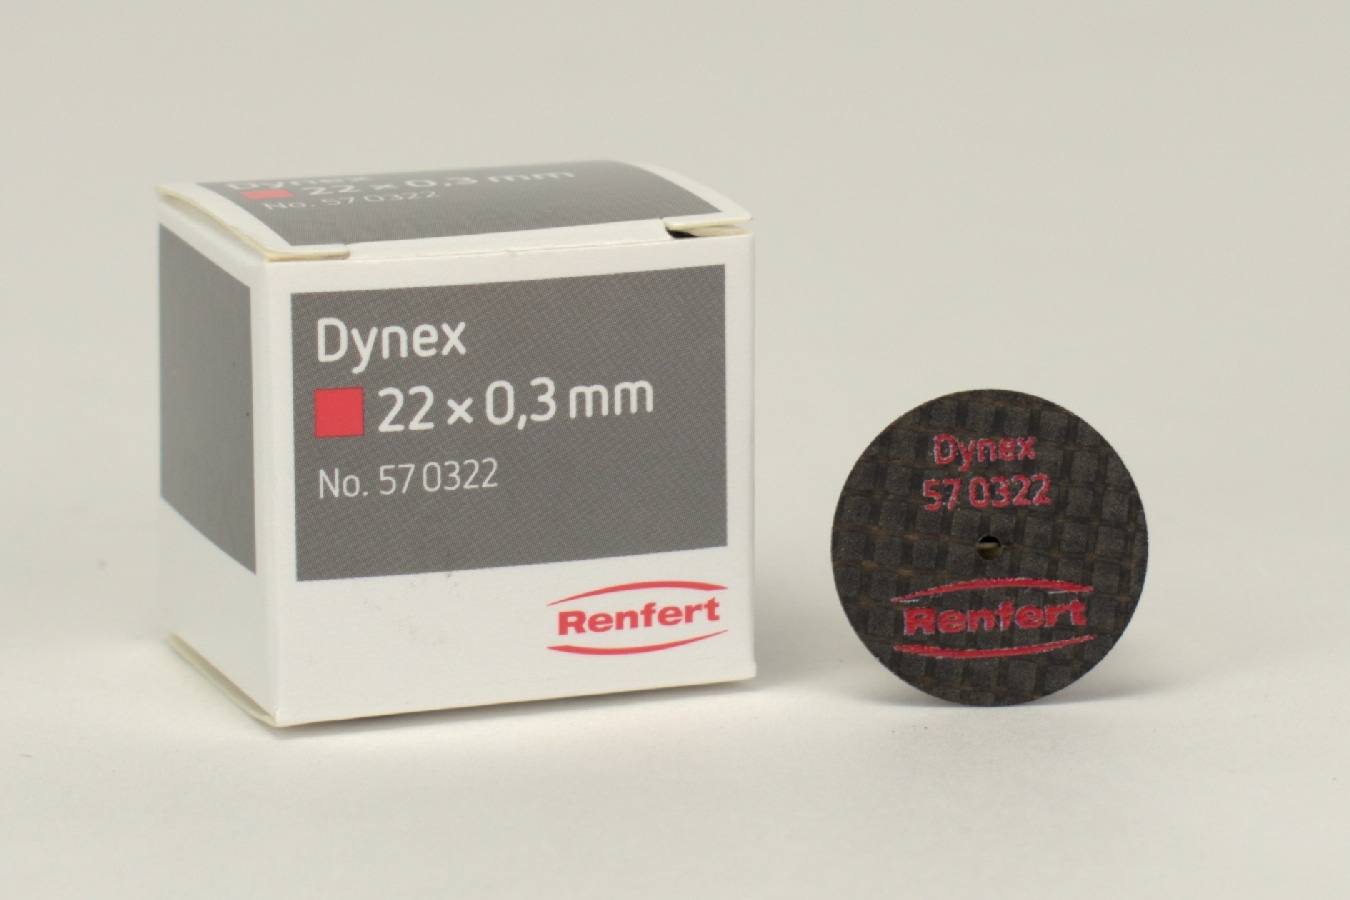 Dynex
22 × 0,3 mm
No. 57 0322
Dynex
22 × 0,3 mm
No. 57 0322
Renfert
Dynex
57 0322
Renfert